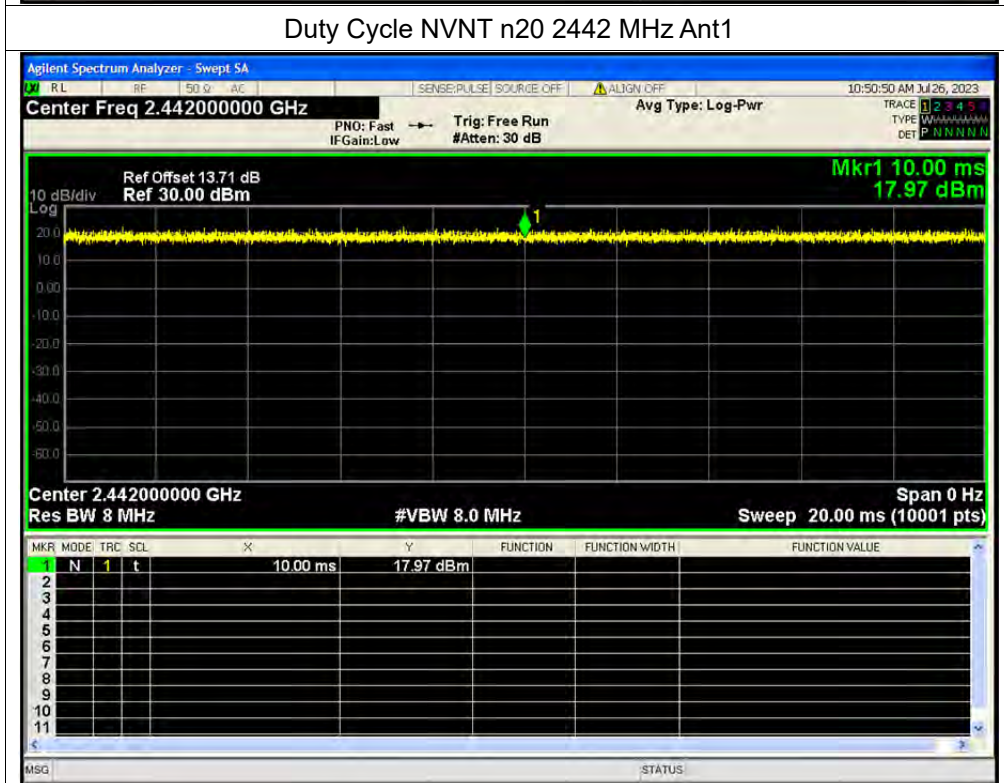 Duty Cycle NVNT n20 2442 MHz Ant1
Agilent Spectrum Analyzer - Swept SA
LXI RL RF 50 Ω AC SENSE:PULSE SOURCE OFF ALIGN OFF 10:50:50 AM Jul 26, 2023
Center Freq 2.442000000 GHz Avg Type: Log-Pwr TRACE 1 2 3 4 5 6
PNO: Fast Trig: Free Run TYPE
IFGain:Low #Atten: 30 dB DET P N N N N N
Mkr1 10.00 ms
Ref Offset 13.71 dB
10 dB/div Ref 30.00 dBm 17.97 dBm
Log
1
20.0
10.0
0.00
-10.0
-20.0
-30.0
-40.0
-50.0
-60.0
Center 2.442000000 GHz Span 0 Hz
Res BW 8 MHz #VBW 8.0 MHz Sweep 20.00 ms (10001 pts)
MKR MODE TRC SCL X Y FUNCTION FUNCTION WIDTH FUNCTION VALUE
1 N 1 t 10.00 ms 17.97 dBm
2
3
4
5
6
7
8
9
10
11
MSG STATUS